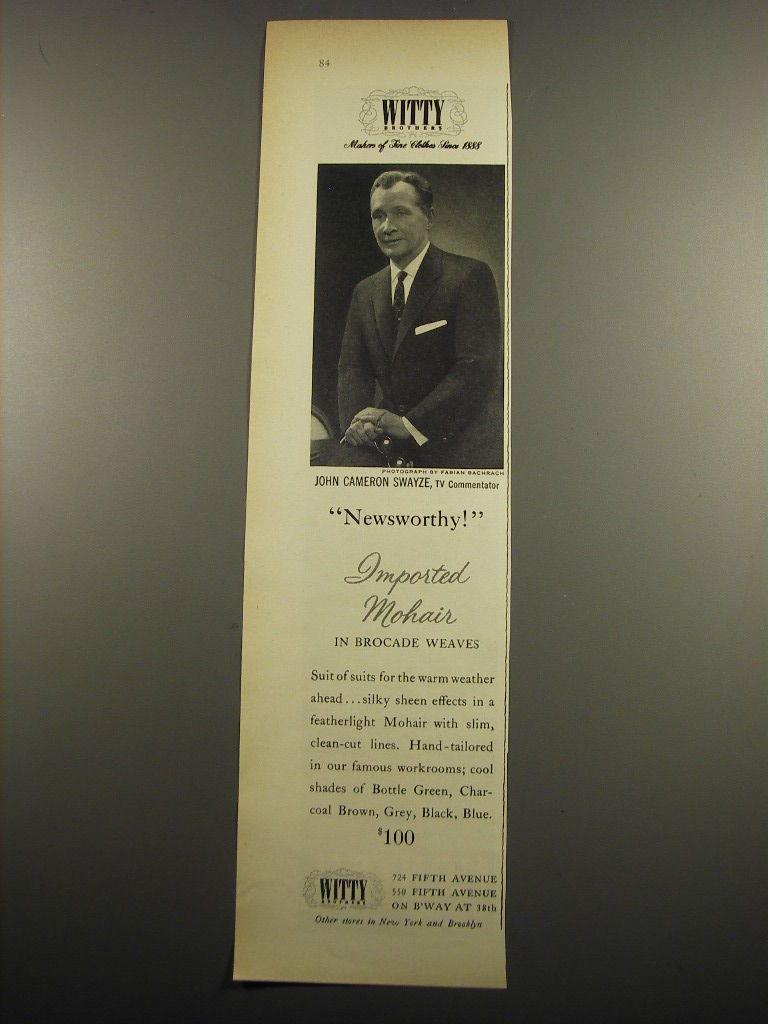 84
WITTY
BROTHERS
Makers of Fine Clothes Since 1888
PHOTOGRAPH BY FABIAN BACHRACH
JOHN CAMERON SWAYZE, TV Commentator
“Newsworthy!”
Imported
Mohair
IN BROCADE WEAVES
Suit of suits for the warm weather
ahead...silky sheen effects in a
featherlight Mohair with slim,
clean-cut lines. Hand-tailored
in our famous workrooms; cool
shades of Bottle Green, Char-
coal Brown, Grey, Black, Blue.
$100
WITTY
BROTHERS
724 FIFTH AVENUE
550 FIFTH AVENUE
ON B'WAY AT 38th
Other stores in New York and Brooklyn